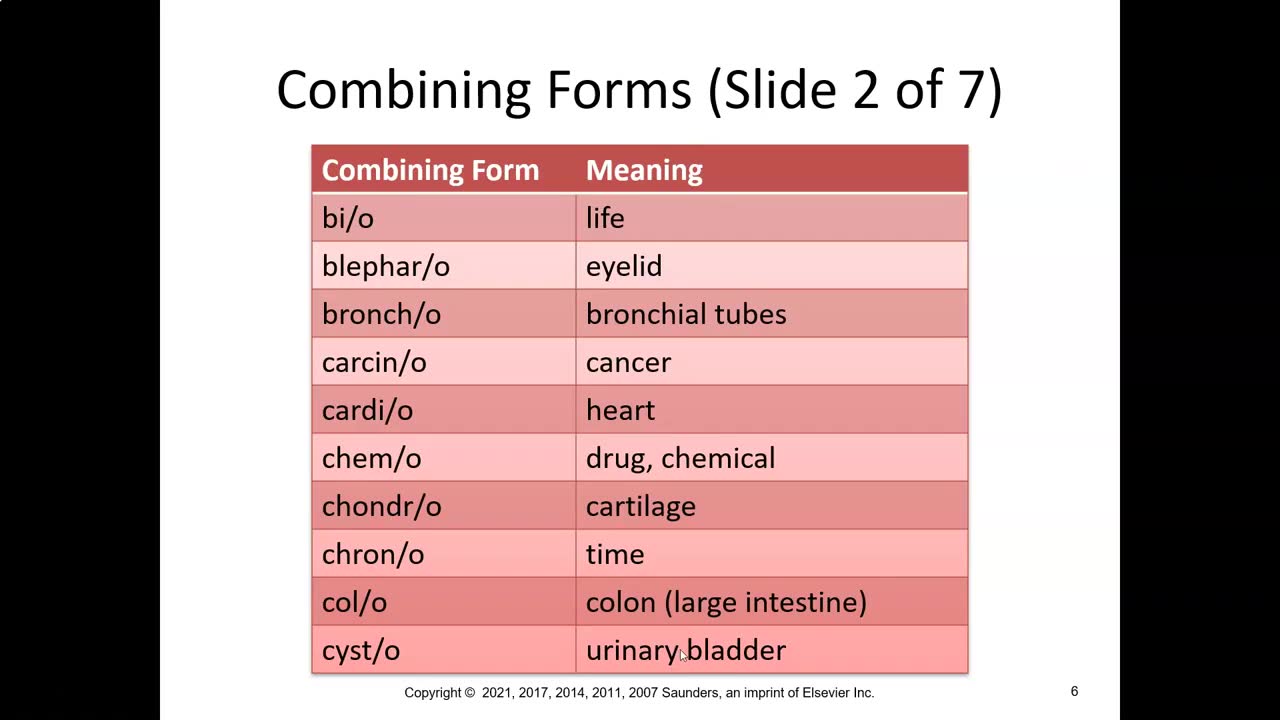 Combining Forms (Slide 2 of 7)
Combining Form Meaning
bi/o life
blephar/o eyelid
bronch/o bronchial tubes
carcin/o cancer
cardi/o heart
chem/o drug, chemical
chondr/o cartilage
chron/o time
col/o colon (large intestine)
cyst/o urinary bladder
Copyright © 2021, 2017, 2014, 2011, 2007 Saunders, an imprint of Elsevier Inc.
6